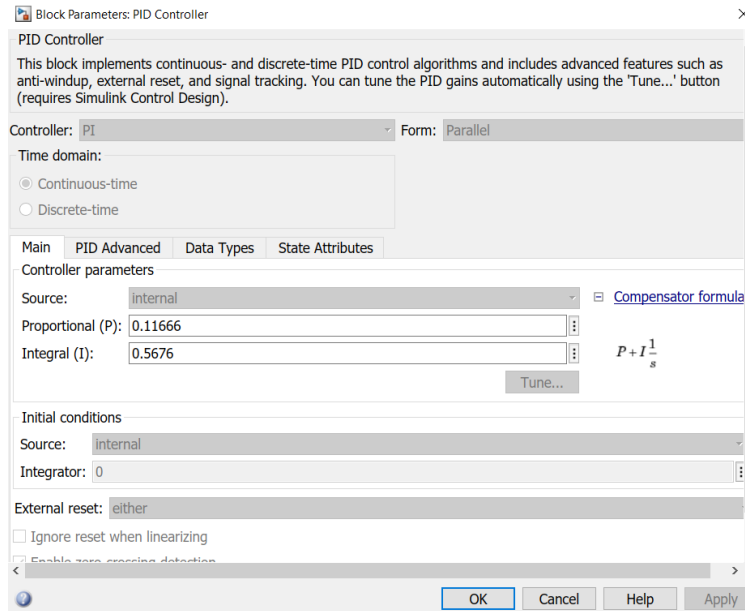 Block Parameters: PID Controller
PID Controller
This block implements continuous- and discrete-time PID control algorithms and includes advanced features such as
anti-windup, external reset, and signal tracking. You can tune the PID gains automatically using the 'Tune...' button
(requires Simulink Control Design).
Controller: PI Form: Parallel
Time domain:
Continuous-time
Discrete-time
Main PID Advanced Data Types State Attributes
Controller parameters
Source: internal Compensator formula
Proportional (P): 0.11666
Integral (I): 0.5676 P+I 1/s
Tune...
Initial conditions
Source: internal
Integrator: 0
External reset: either
Ignore reset when linearizing
Enable zero-crossing detection
OK Cancel Help Apply